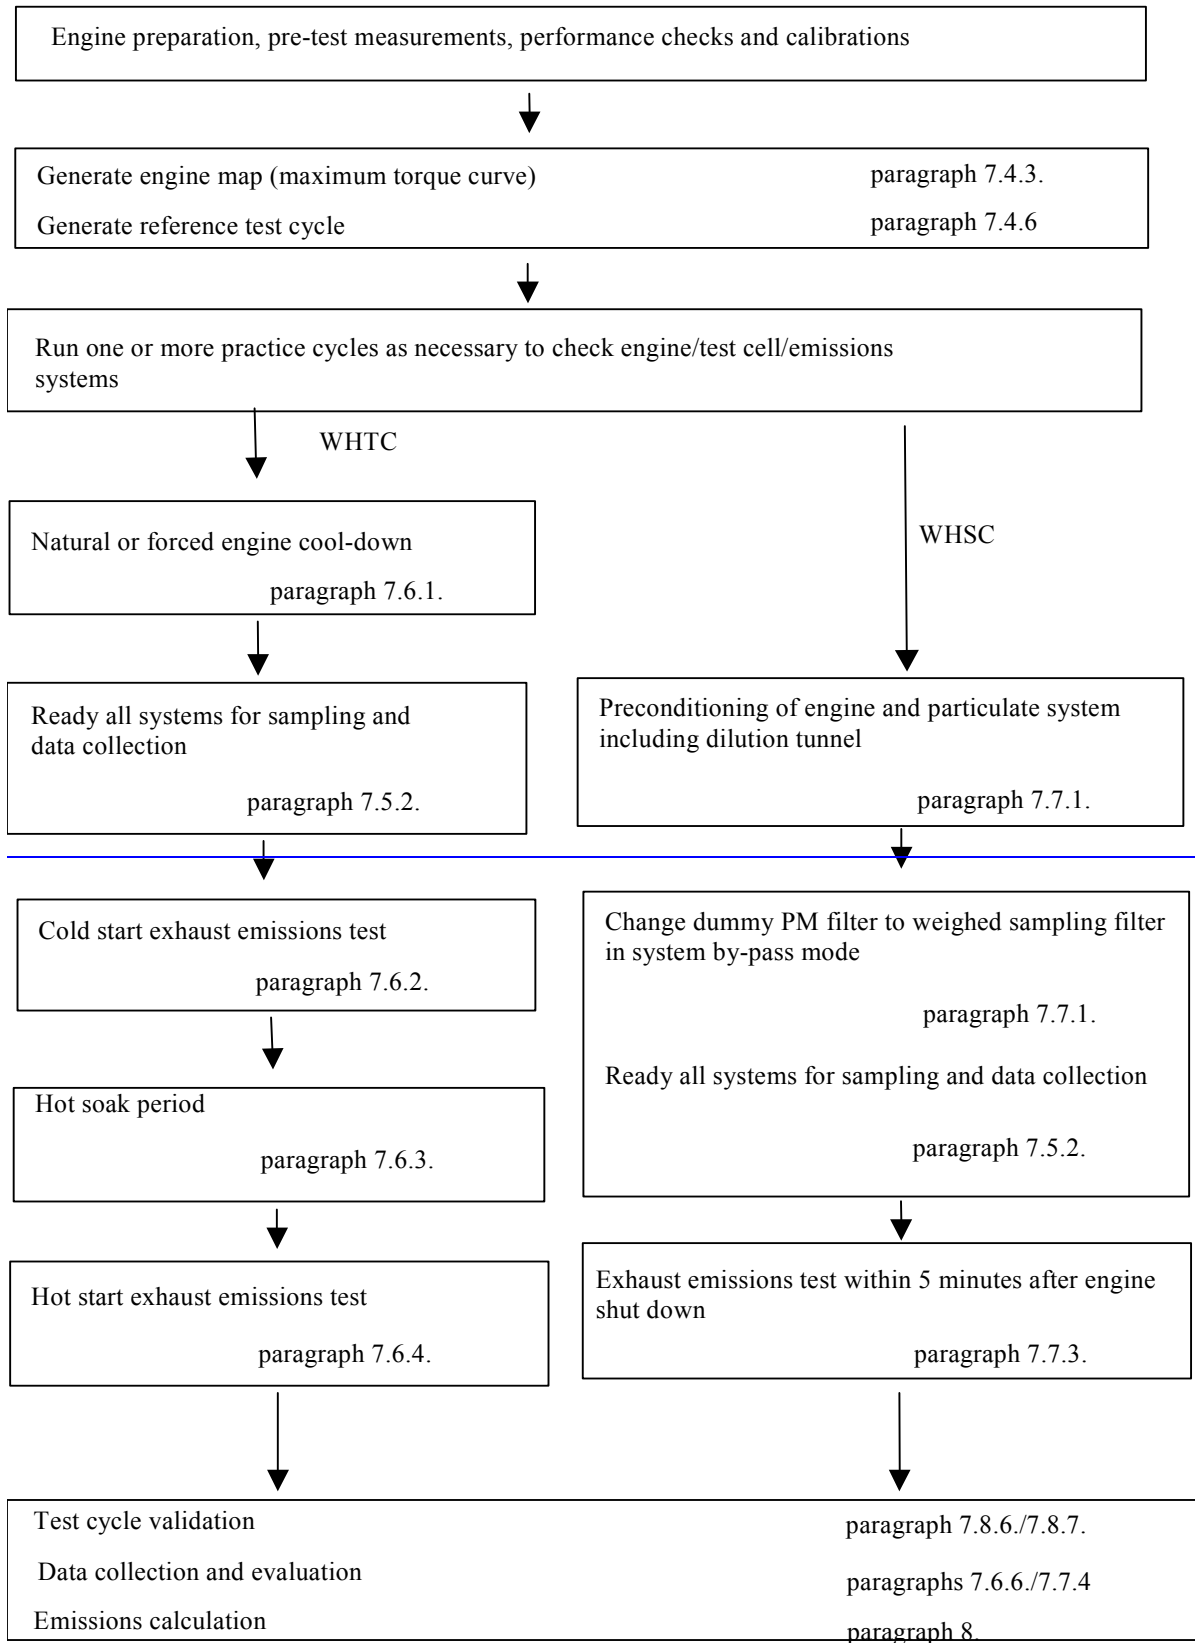 Engine preparation, pre-test measurements, performance checks and calibrations
Generate engine map (maximum torque curve) paragraph 7.4.3.
Generate reference test cycle paragraph 7.4.6
Run one or more practice cycles as necessary to check engine/test cell/emissions
systems
WHTC
Natural or forced engine cool-down
paragraph 7.6.1.
Ready all systems for sampling and
data collection
paragraph 7.5.2.
Cold start exhaust emissions test
paragraph 7.6.2.
Hot soak period
paragraph 7.6.3.
Hot start exhaust emissions test
paragraph 7.6.4.
WHSC
Preconditioning of engine and particulate system
including dilution tunnel
paragraph 7.7.1.
Change dummy PM filter to weighed sampling filter
in system by-pass mode
paragraph 7.7.1.
Ready all systems for sampling and data collection
paragraph 7.5.2.
Exhaust emissions test within 5 minutes after engine
shut down
paragraph 7.7.3.
Test cycle validation paragraph 7.8.6./7.8.7.
Data collection and evaluation paragraphs 7.6.6./7.7.4
Emissions calculation paragraph 8.